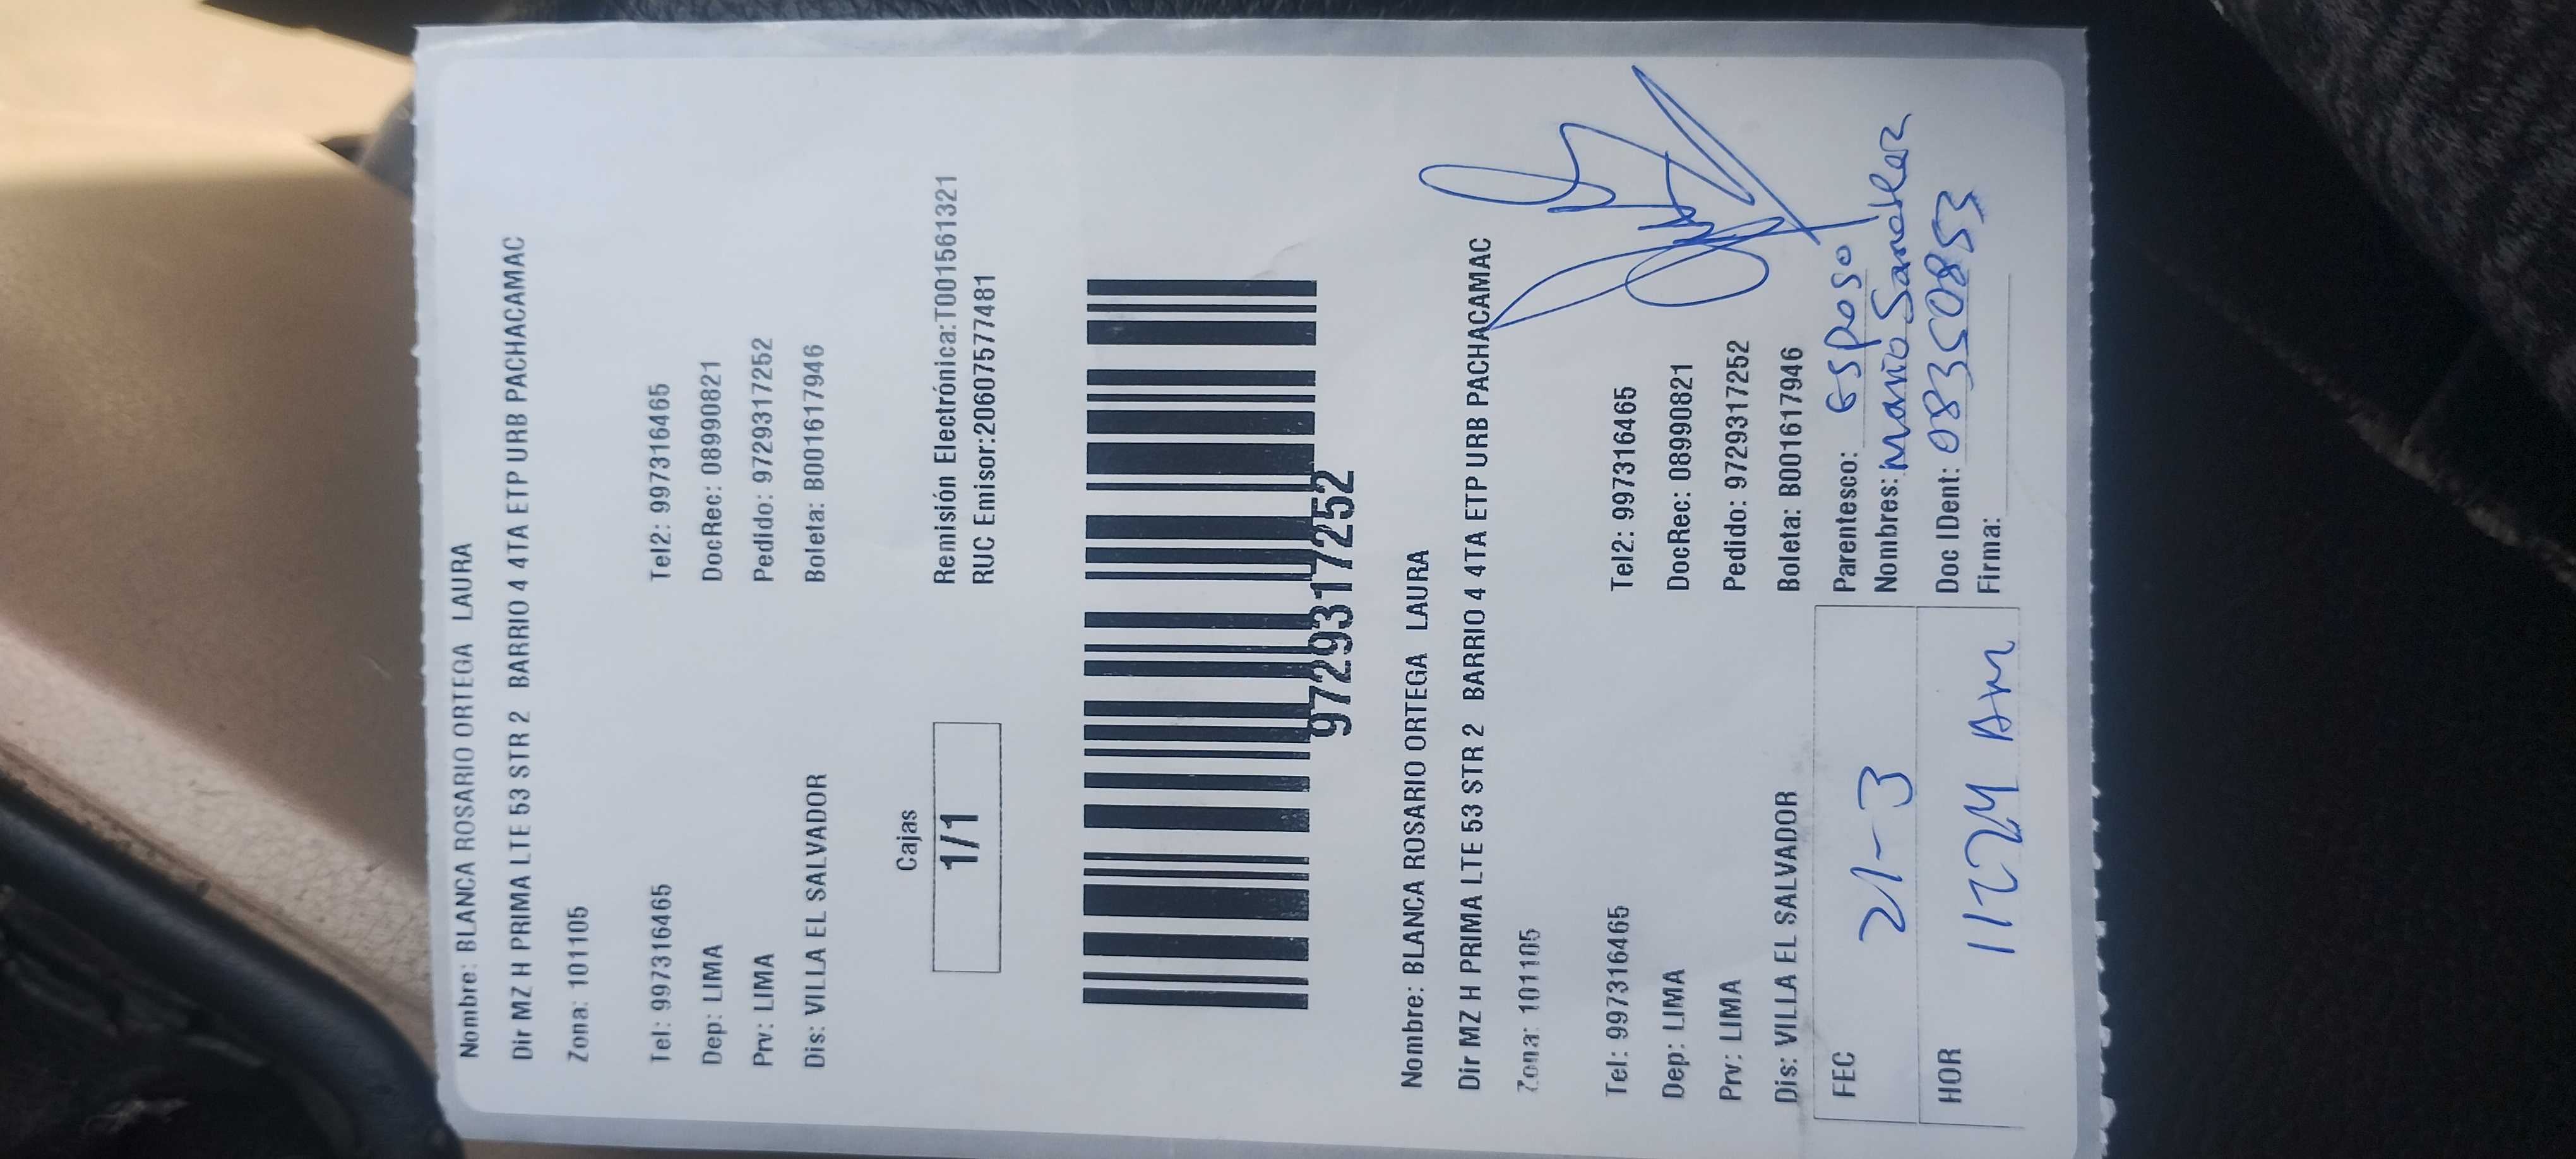 Nombre: BLANCA ROSARIO ORTEGA LAURA
Dir MZ H PRIMA LTE 53 STR 2 BARRIO 4 4TA ETP URB PACHACAMAC
Zona: 101105
Tel: 997316465 Tel2: 997316465
Dep: LIMA DocRec: 08990821
Prv: LIMA Pedido: 9729317252
Dis: VILLA EL SALVADOR Boleta: B001617946
Cajas
1/1
Remisión Electrónica:T001561321
RUC Emisor:20607577481
9729317252
Nombre: BLANCA ROSARIO ORTEGA LAURA
Dir MZ H PRIMA LTE 53 STR 2 BARRIO 4 4TA ETP URB PACHACAMAC
Zona: 101105
Tel: 997316465 Tel2: 997316465
Dep: LIMA DocRec: 08990821
Prv: LIMA Pedido: 9729317252
Dis: VILLA EL SALVADOR Boleta: B001617946
FEC 21-3 Parentesco: Esposo
Nombres: Mario Sanchez
HOR 11:24 AM Doc IDent: 08350853
Firma: